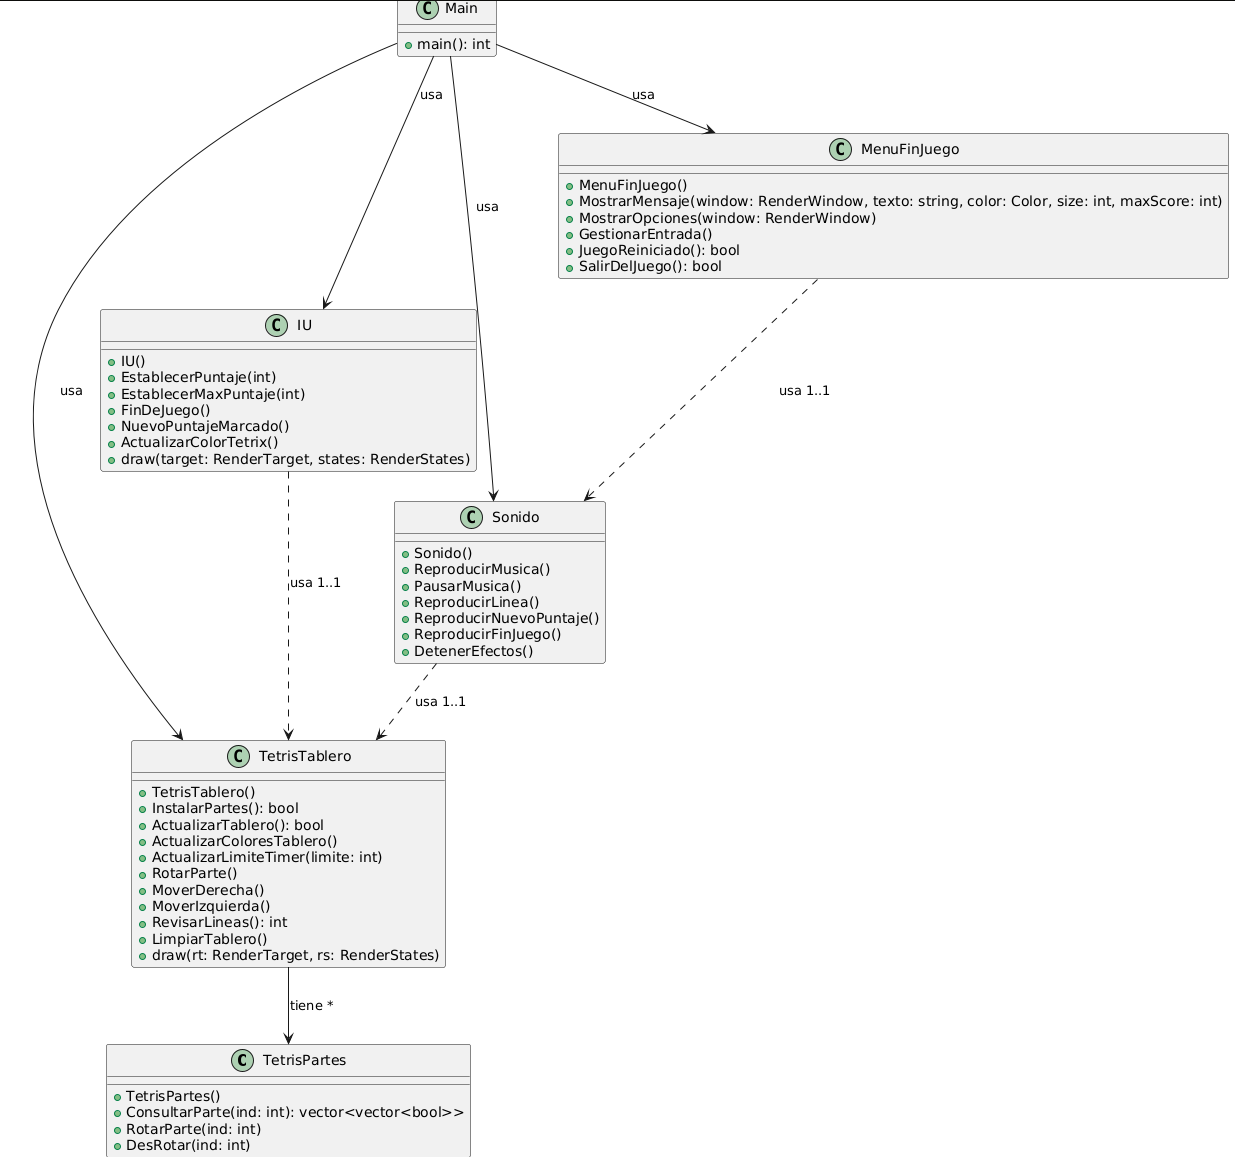 C Main
main(): int
usa
usa
usa
usa
C MenuFinJuego
MenuFinJuego()
MostrarMensaje(window: RenderWindow, texto: string, color: Color, size: int, maxScore: int)
MostrarOpciones(window: RenderWindow)
GestionarEntrada()
JuegoReiniciado(): bool
SalirDelJuego(): bool
C IU
IU()
EstablecerPuntaje(int)
EstablecerMaxPuntaje(int)
FinDeJuego()
NuevoPuntajeMarcado()
ActualizarColorTetrix()
draw(target: RenderTarget, states: RenderStates)
usa 1..1
C Sonido
Sonido()
ReproducirMusica()
PausarMusica()
ReproducirLinea()
ReproducirNuevoPuntaje()
ReproducirFinJuego()
DetenerEfectos()
usa 1..1
usa 1..1
C TetrisTablero
TetrisTablero()
InstalarPartes(): bool
ActualizarTablero(): bool
ActualizarColoresTablero()
ActualizarLimiteTimer(limite: int)
RotarParte()
MoverDerecha()
MoverIzquierda()
RevisarLineas(): int
LimpiarTablero()
draw(rt: RenderTarget, rs: RenderStates)
tiene *
C TetrisPartes
TetrisPartes()
ConsultarParte(ind: int): vector<vector<bool>>
RotarParte(ind: int)
DesRotar(ind: int)